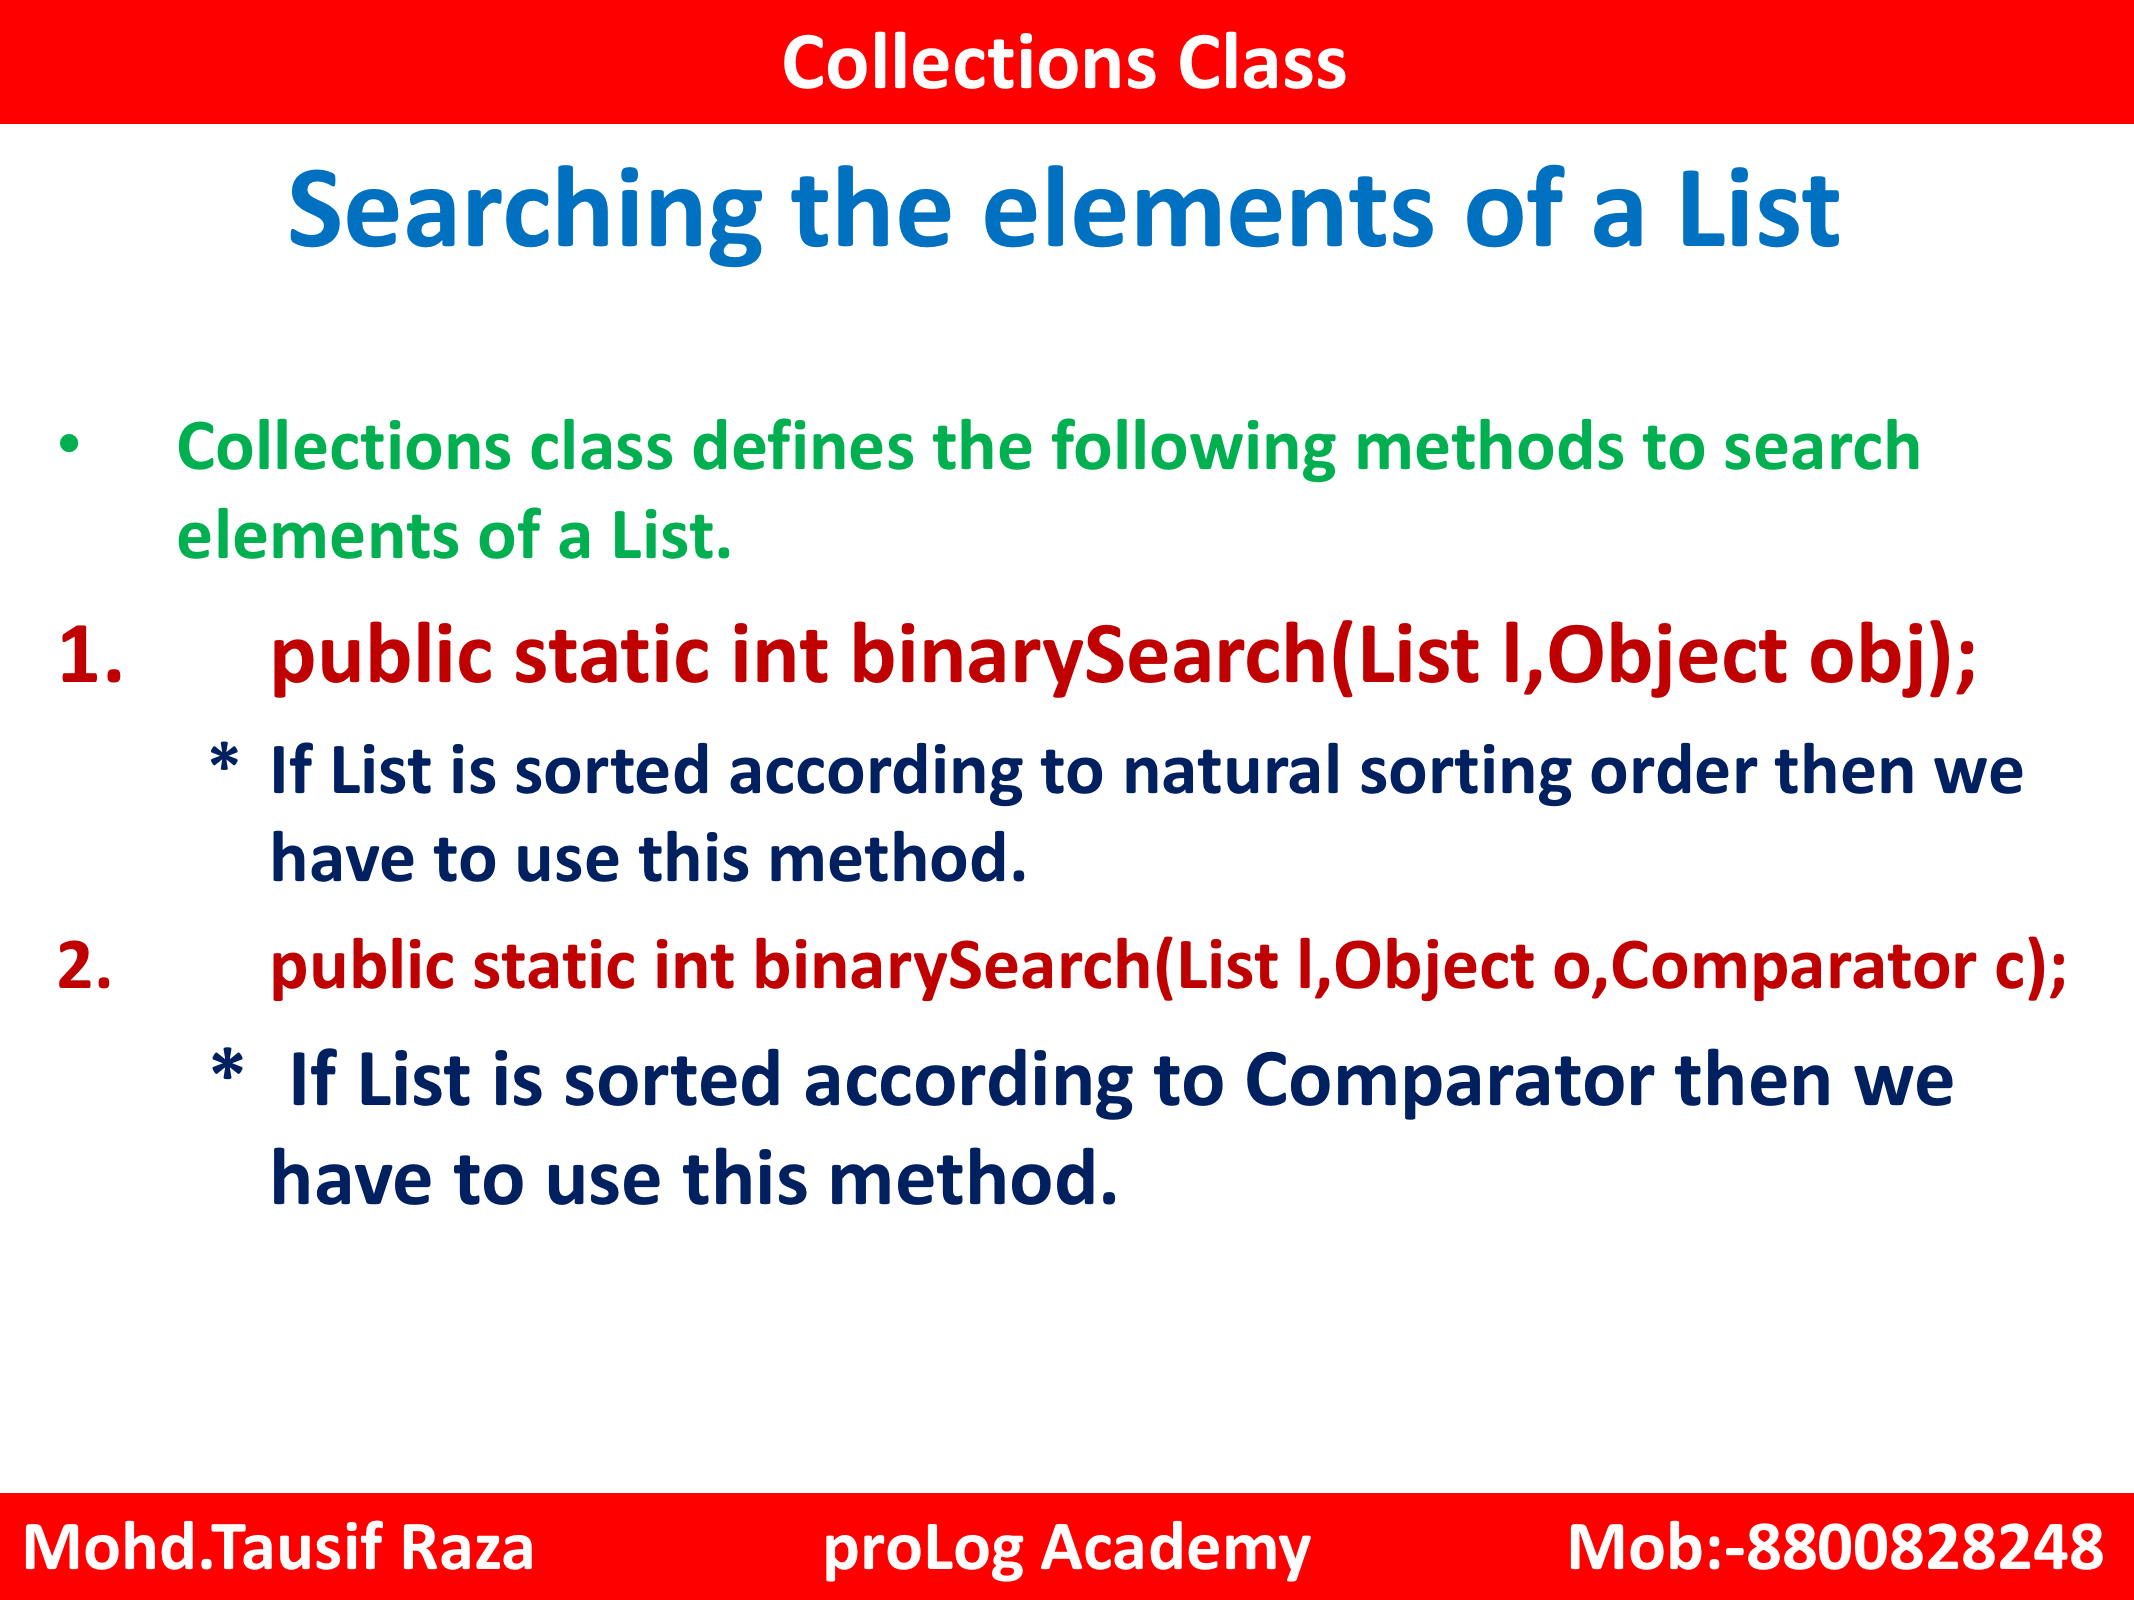 Collections Class
Searching the elements of a List
• Collections class defines the following methods to search
elements of a List.
1. public static int binarySearch(List l,Object obj);
* If List is sorted according to natural sorting order then we
have to use this method.
2. public static int binarySearch(List l,Object o,Comparator c);
* If List is sorted according to Comparator then we
have to use this method.
Mohd.Tausif Raza proLog Academy Mob:-8800828248